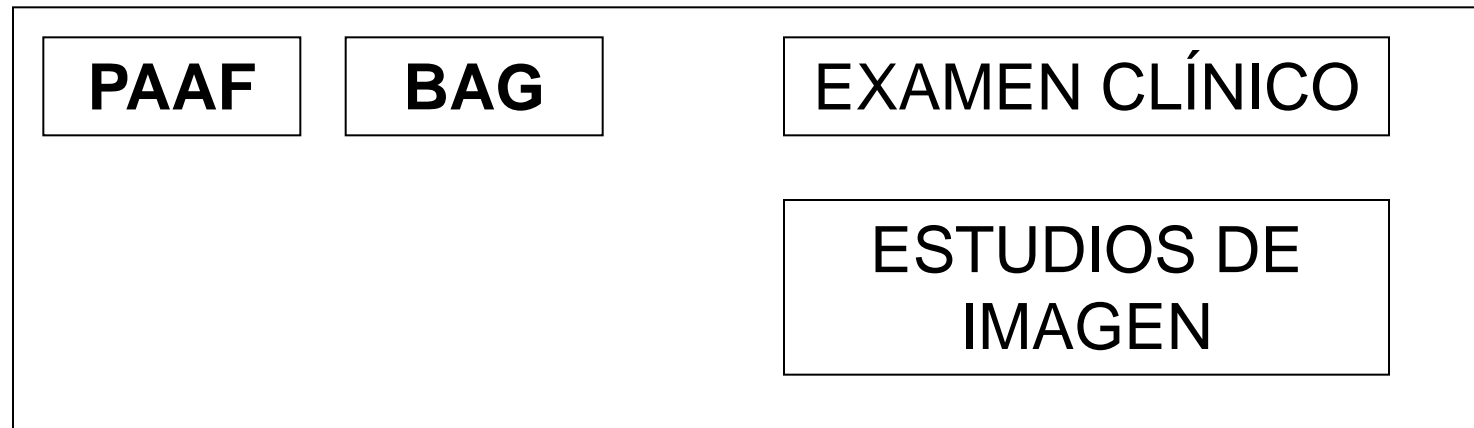 PAAF
BAG
EXAMEN CLÍNICO
ESTUDIOS DE
IMAGEN